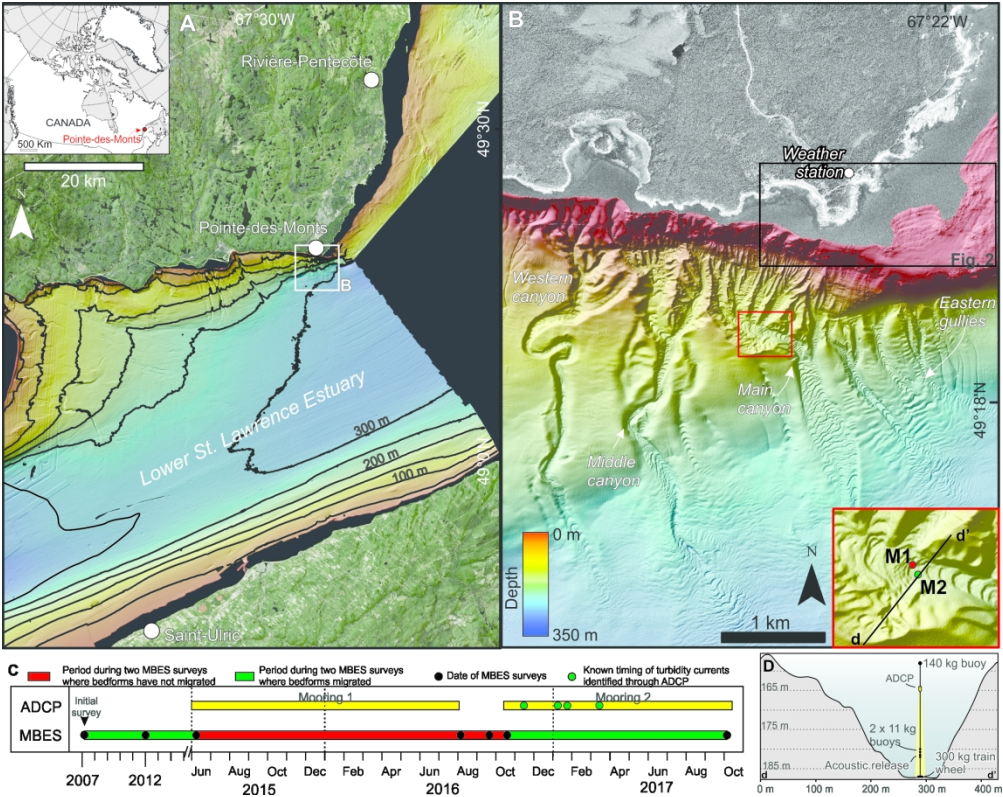 A
67°30'W
Rivière-Pentecôte
CANADA
Pointe-des-Monts
500 Km
20 km
N
49°30'N
Pointe-des-Monts
B
Lower St. Lawrence Estuary
300 m
200 m
100 m
49°0'N
Saint-Ulric
B
67°22'W
Weather
station
Fig. 2
Western
canyon
Eastern
gullies
Main
canyon
49°18'N
Middle
canyon
0 m
Depth
350 m
N
1 km
d'
M1
M2
d
C
Period during two MBES surveys
where bedforms have not migrated
Period during two MBES surveys
where bedforms migrated
Date of MBES surveys
Known timing of turbidity currents
identified through ADCP
Initial
survey
ADCP
Mooring 1
Mooring 2
MBES
2007
2012
Jun Aug Oct Dec Feb Apr Jun Aug Oct Dec Feb Apr Jun Aug Oct
2015
2016
2017
D
140 kg buoy
ADCP
165 m
175 m
2 x 11 kg
buoys
300 kg train
wheel
Acoustic release
185 m
d
d'
0 m 100 m 200 m 300 m 400 m